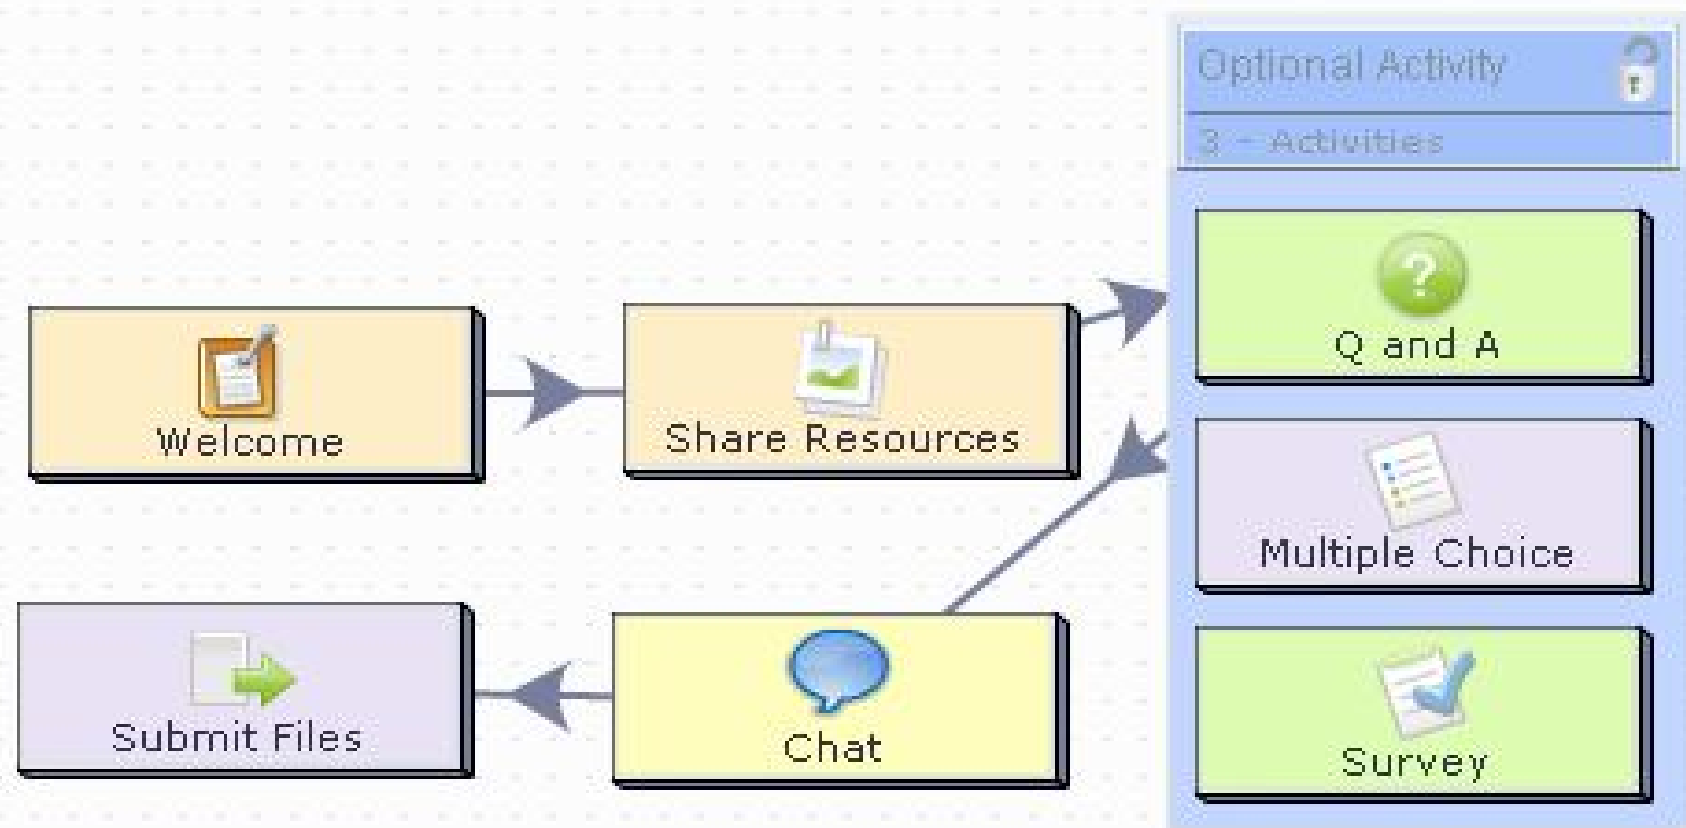 Optional Activity
3 - Activities
Welcome
Share Resources
Q and A
Multiple Choice
Survey
Chat
Submit Files